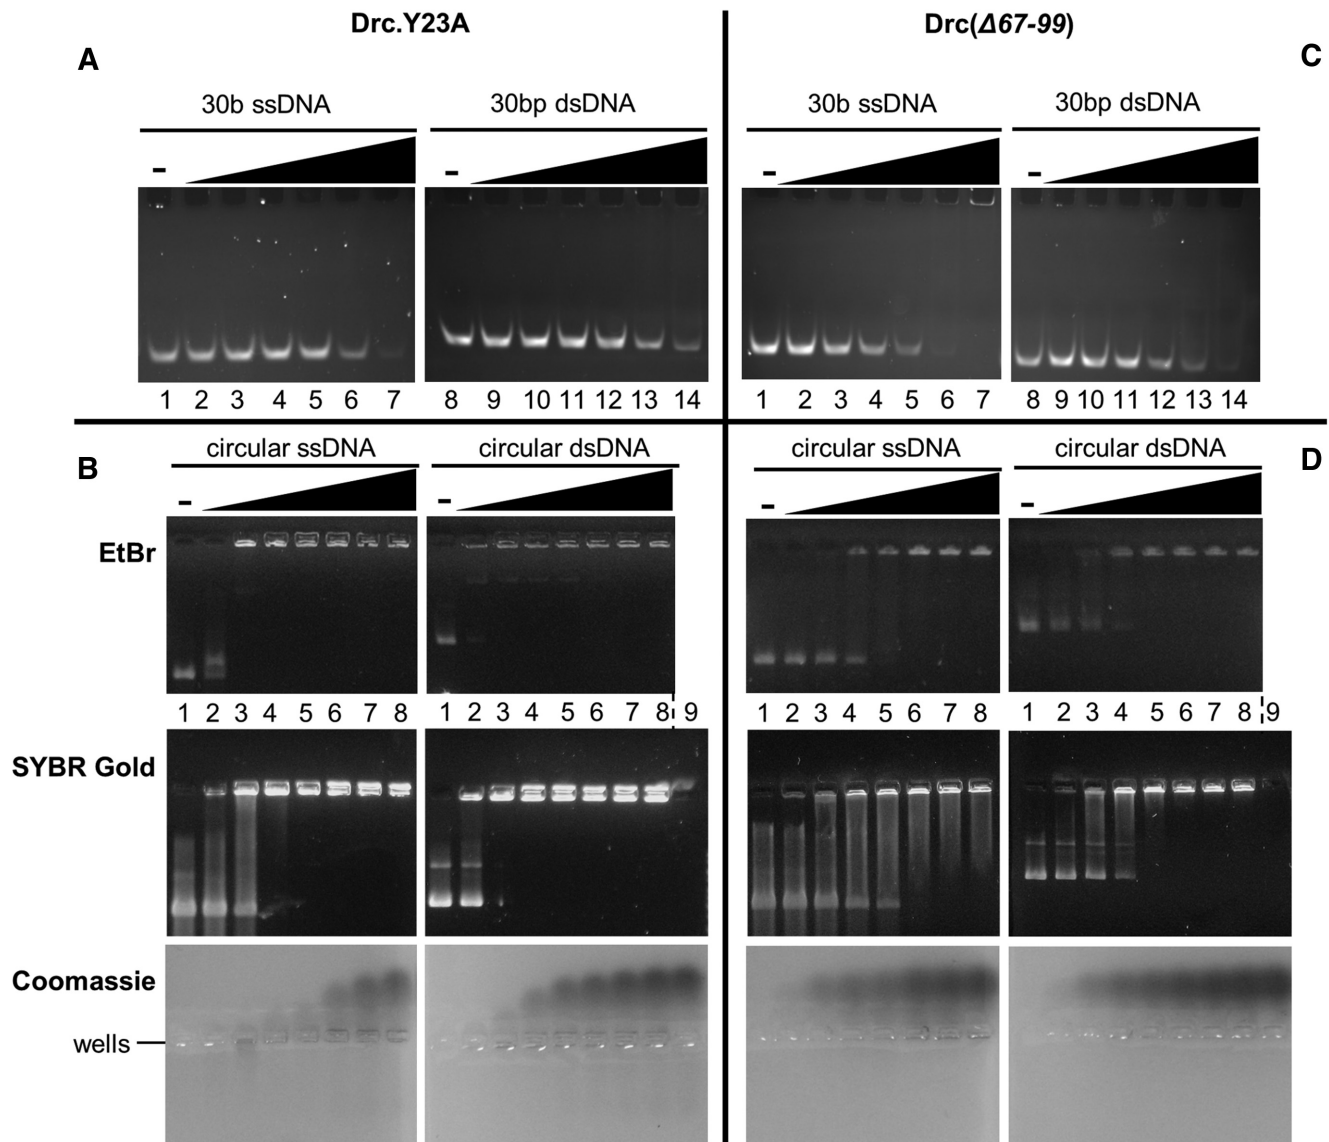 Drc.Y23A
Drc(Δ67-99)
A
C
30b ssDNA
30bp dsDNA
30b ssDNA
30bp dsDNA
-
-
-
-
1 2 3 4 5 6 7
8 9 10 11 12 13 14
1 2 3 4 5 6 7
8 9 10 11 12 13 14
B
D
circular ssDNA
circular dsDNA
circular ssDNA
circular dsDNA
-
-
-
-
EtBr
1 2 3 4 5 6 7 8
1 2 3 4 5 6 7 8 9
1 2 3 4 5 6 7 8
1 2 3 4 5 6 7 8 9
SYBR Gold
Coomassie
wells